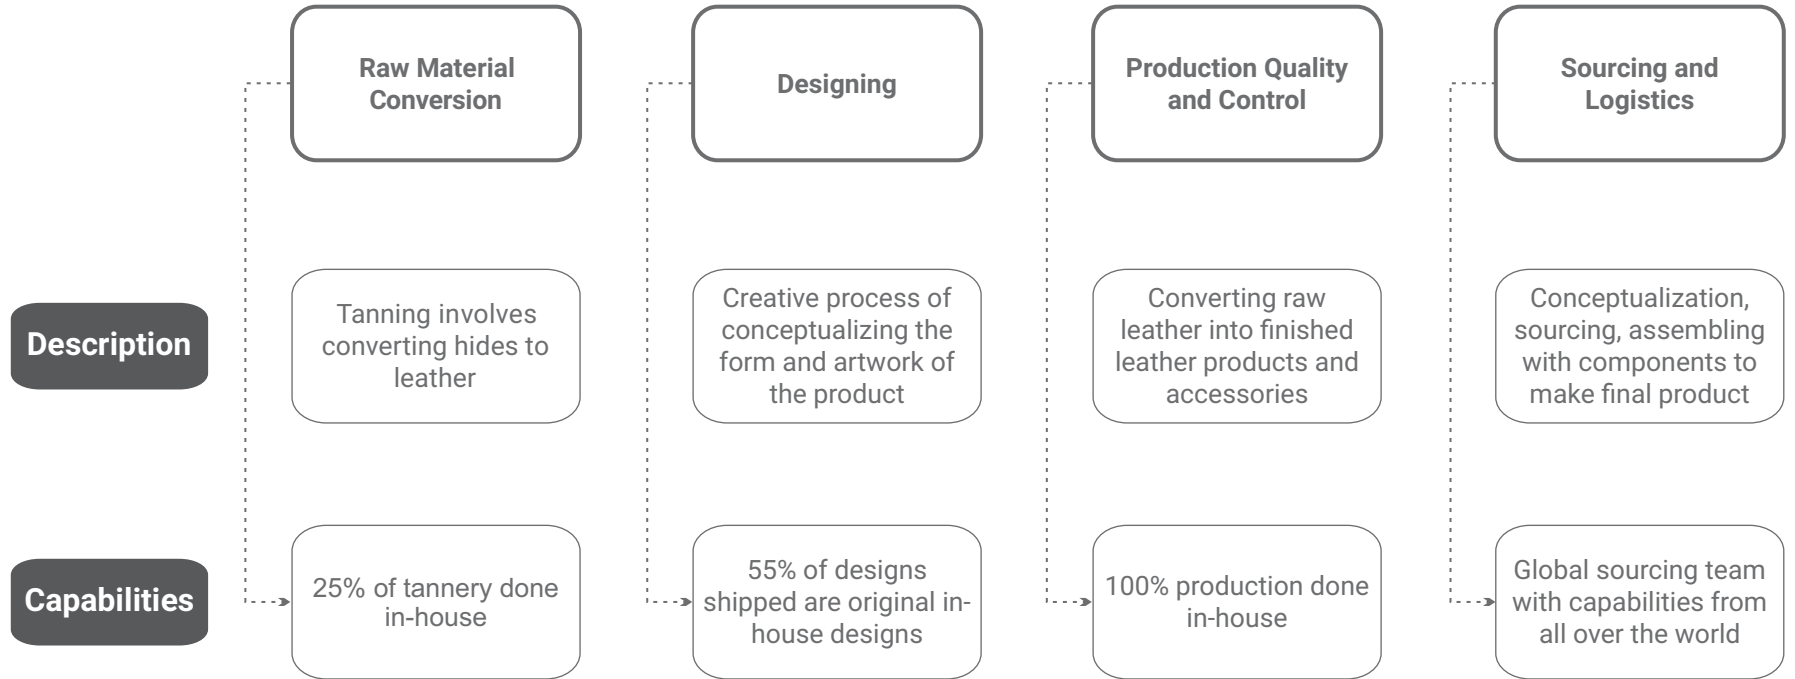 Raw Material
Conversion
Designing
Production Quality
and Control
Sourcing and
Logistics
Description
Tanning involves
converting hides to
leather
Creative process of
conceptualizing the
form and artwork of
the product
Converting raw
leather into finished
leather products and
accessories
Conceptualization,
sourcing, assembling
with components to
make final product
Capabilities
25% of tannery done
in-house
55% of designs
shipped are original in-
house designs
100% production done
in-house
Global sourcing team
with capabilities from
all over the world